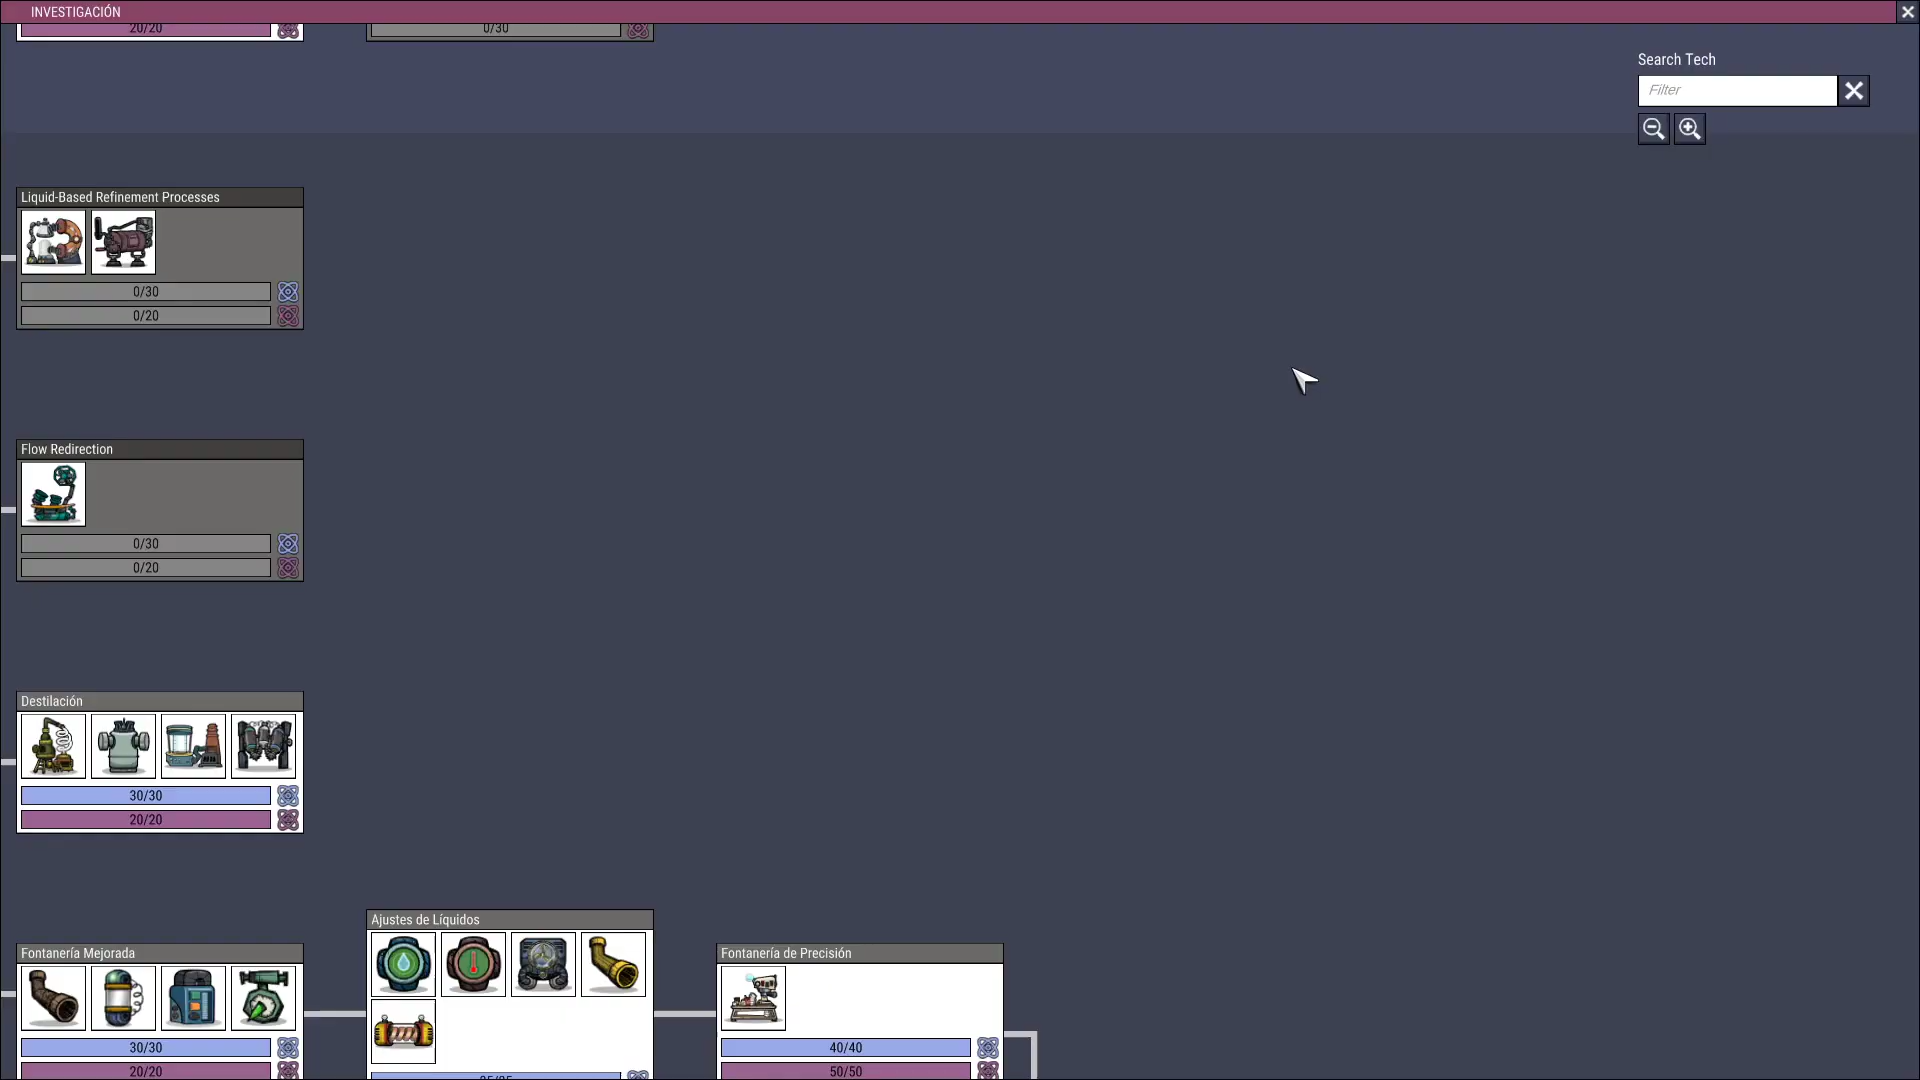 INVESTIGACIÓN
20/20
0/30
Search Tech
Filter
Liquid-Based Refinement Processes
0/30
0/20
Flow Redirection
0/30
0/20
Destilación
30/30
20/20
Ajustes de Líquidos
Fontanería Mejorada
Fontanería de Precisión
30/30
40/40
20/20
50/50